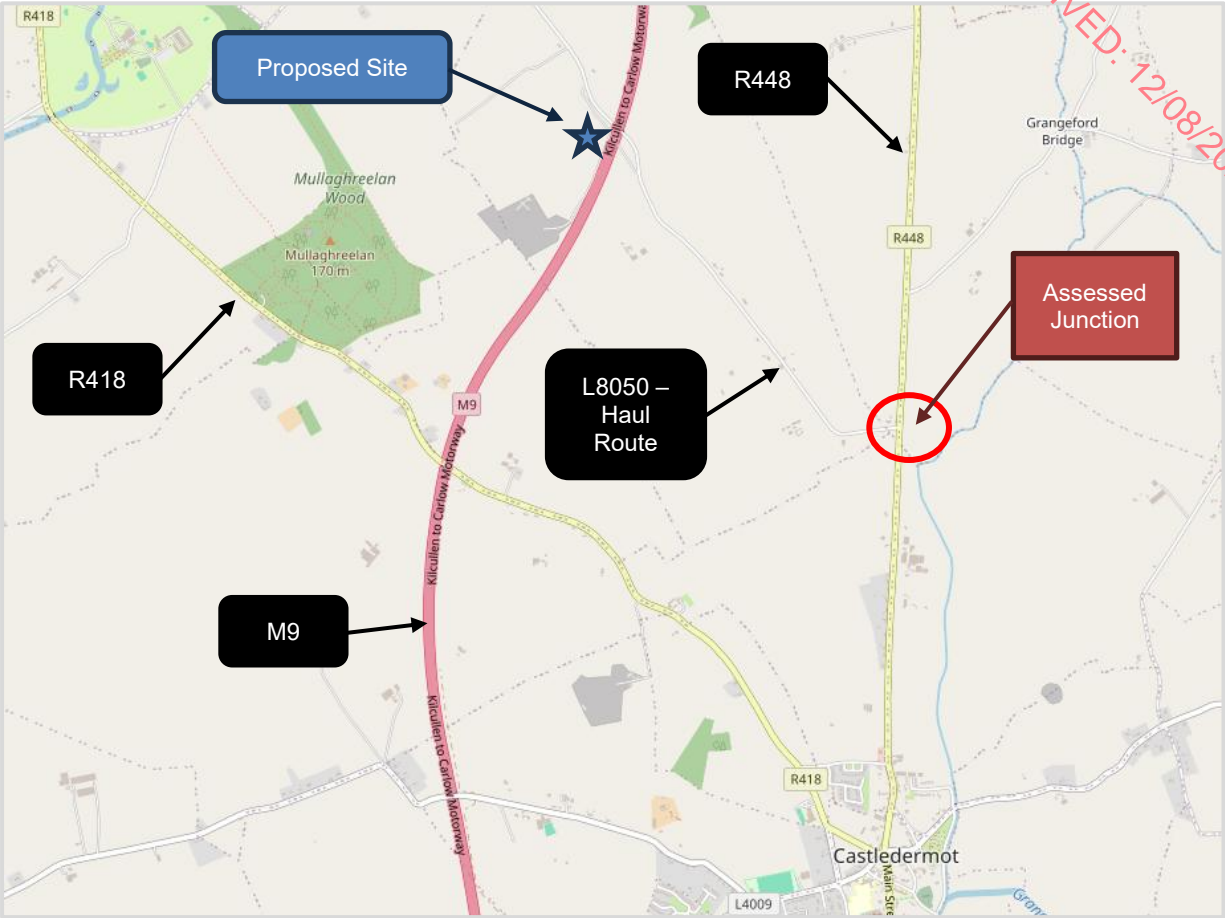 R418
Proposed Site
Kilcullen to Carlow Motorway
R448
VED: 12/08/20
Grangeford
Bridge
Mullaghreelan
Wood
Mullaghreelan
170 m
R448
Assessed
Junction
R418
L8050 –
Haul
Route
M9
Kilcullen to Carlow Motorway
M9
Kilcullen to Carlow Motorway
R418
Castledermot
Main Stre
L4009
Gran